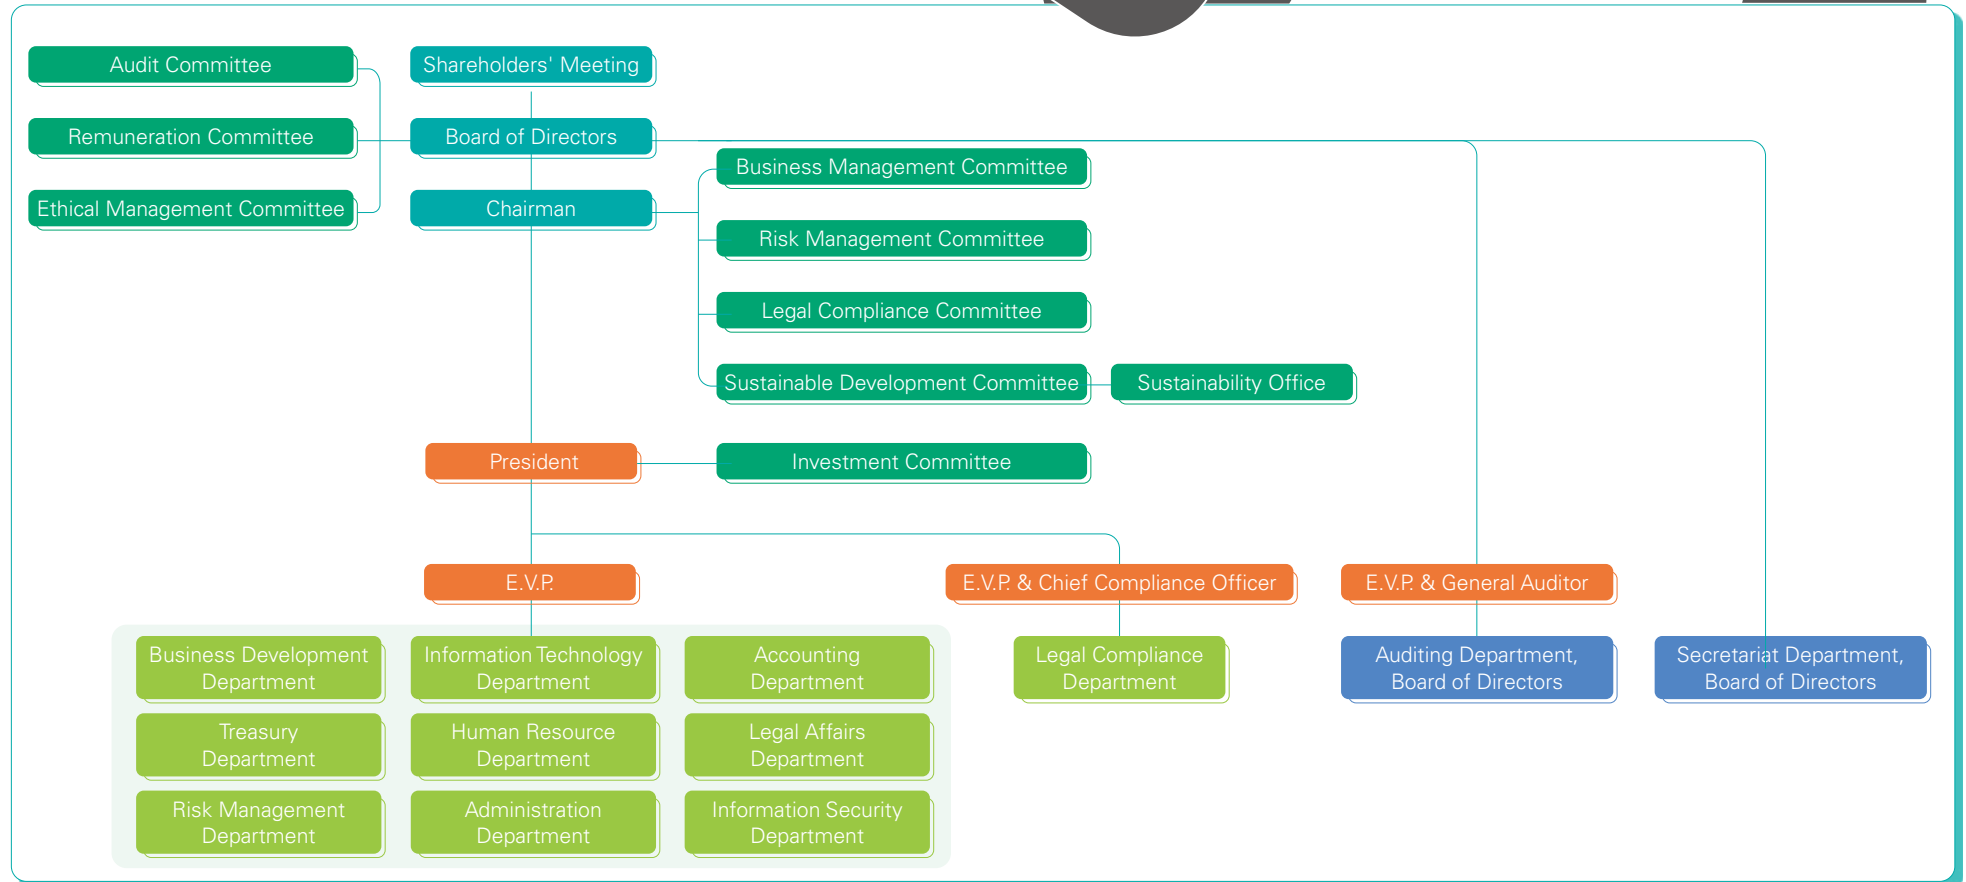 Audit Committee
Shareholders' Meeting
Remuneration Committee
Board of Directors
Business Management Committee
Ethical Management Committee
Chairman
Risk Management Committee
Legal Compliance Committee
Sustainable Development Committee
Sustainability Office
President
Investment Committee
E.V.P.
E.V.P. & Chief Compliance Officer
E.V.P. & General Auditor
Business Development
Department
Information Technology
Department
Accounting
Department
Legal Compliance
Department
Auditing Department,
Board of Directors
Secretariat Department,
Board of Directors
Treasury
Department
Human Resource
Department
Legal Affairs
Department
Risk Management
Department
Administration
Department
Information Security
Department